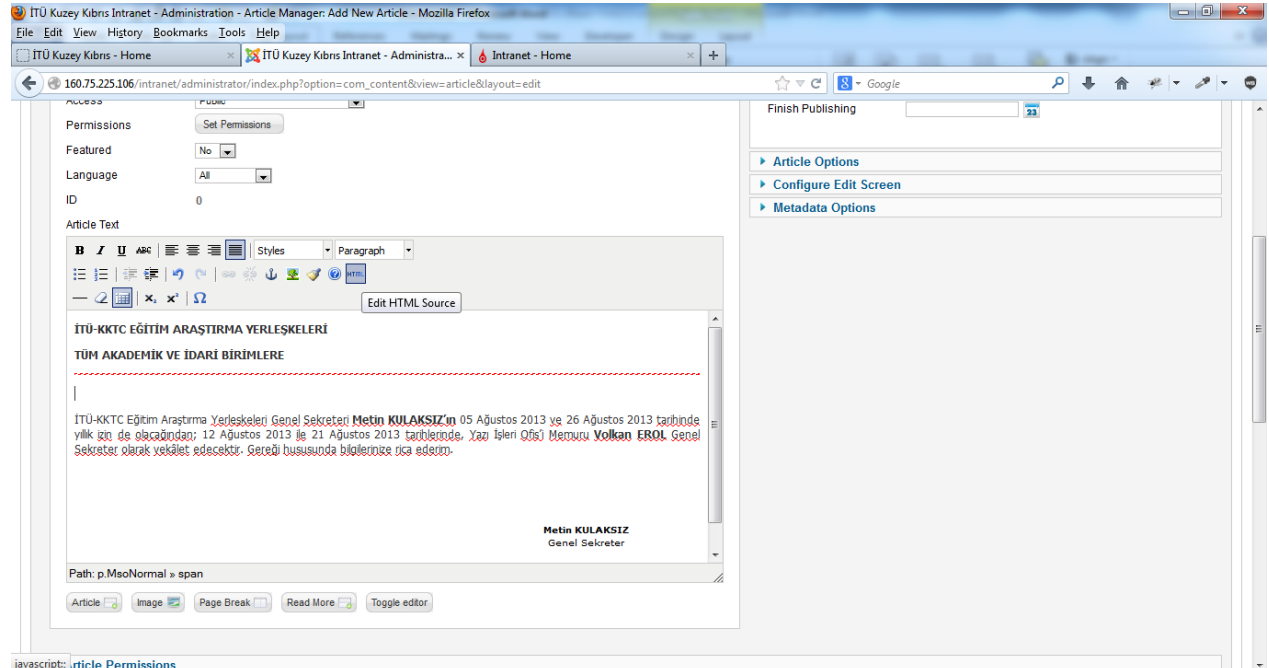 İTÜ Kuzey Kıbrıs Intranet - Administration - Article Manager: Add New Article - Mozilla Firefox
File Edit View History Bookmarks Tools Help
İTÜ Kuzey Kıbrıs - Home
İTÜ Kuzey Kıbrıs Intranet - Administra...
Intranet - Home
160.75.225.106/intranet/administrator/index.php?option=com_content&view=article&layout=edit
Google
Access Public
Finish Publishing 23
Permissions Set Permissions
Featured No
Language All
ID 0
Article Options
Configure Edit Screen
Metadata Options
Article Text
B I U ABC Styles Paragraph
HTML
x₂ x² Ω
Edit HTML Source
İTÜ-KKTC EĞİTİM ARAŞTIRMA YERLEŞKELERİ
TÜM AKADEMİK VE İDARİ BİRİMLERE
İTÜ-KKTC Eğitim Araştırma Yerleşkeleri Genel Sekreteri Metin KULAKSIZ'ın 05 Ağustos 2013 ve 26 Ağustos 2013 tarihinde
yıllık izin de olacağından; 12 Ağustos 2013 ile 21 Ağustos 2013 tarihlerinde, Yazı İşleri Ofis'i Memuru Volkan EROL Genel
Sekreter olarak vekâlet edecektir. Gereği hususunda bilgilerinize rica ederim.
Metin KULAKSIZ
Genel Sekreter
Path: p.MsoNormal » span
Article Image Page Break Read More Toggle editor
javascript:; rticle Permissions